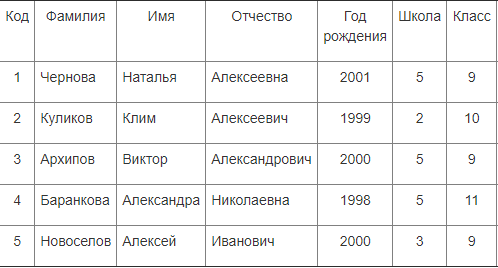 Код Фамилия Имя Отчество Год рождения Школа Класс
1 Чернова Наталья Алексеевна 2001 5 9
2 Куликов Клим Алексеевич 1999 2 10
3 Архипов Виктор Александрович 2000 5 9
4 Баранкова Александра Николаевна 1998 5 11
5 Новоселов Алексей Иванович 2000 3 9